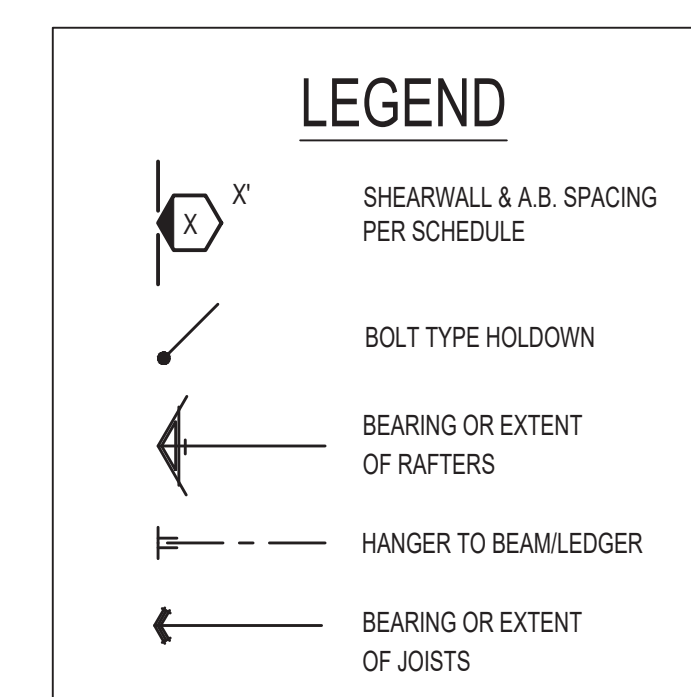 LEGEND
X X'
SHEARWALL & A.B. SPACING
PER SCHEDULE
BOLT TYPE HOLDOWN
BEARING OR EXTENT
OF RAFTERS
HANGER TO BEAM/LEDGER
BEARING OR EXTENT
OF JOISTS